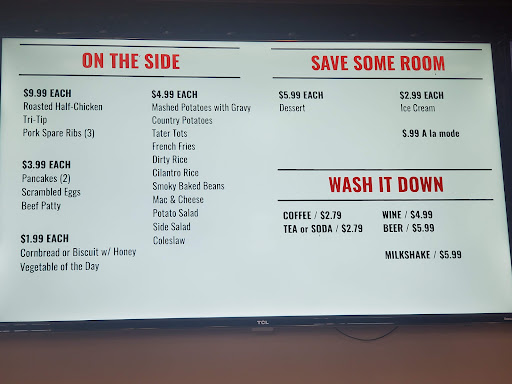 ON THE SIDE
$9.99 EACH
Roasted Half-Chicken
Tri-Tip
Pork Spare Ribs (3)
$3.99 EACH
Pancakes (2)
Scrambled Eggs
Beef Patty
$1.99 EACH
Cornbread or Biscuit w/ Honey
Vegetable of the Day
$4.99 EACH
Mashed Potatoes with Gravy
Country Potatoes
Tater Tots
French Fries
Dirty Rice
Cilantro Rice
Smoky Baked Beans
Mac & Cheese
Potato Salad
Side Salad
Coleslaw
SAVE SOME ROOM
$5.99 EACH
Dessert
$2.99 EACH
Ice Cream
$.99 A la mode
WASH IT DOWN
COFFEE / $2.79
TEA or SODA / $2.79
WINE / $4.99
BEER / $5.99
MILKSHAKE / $5.99
TCL